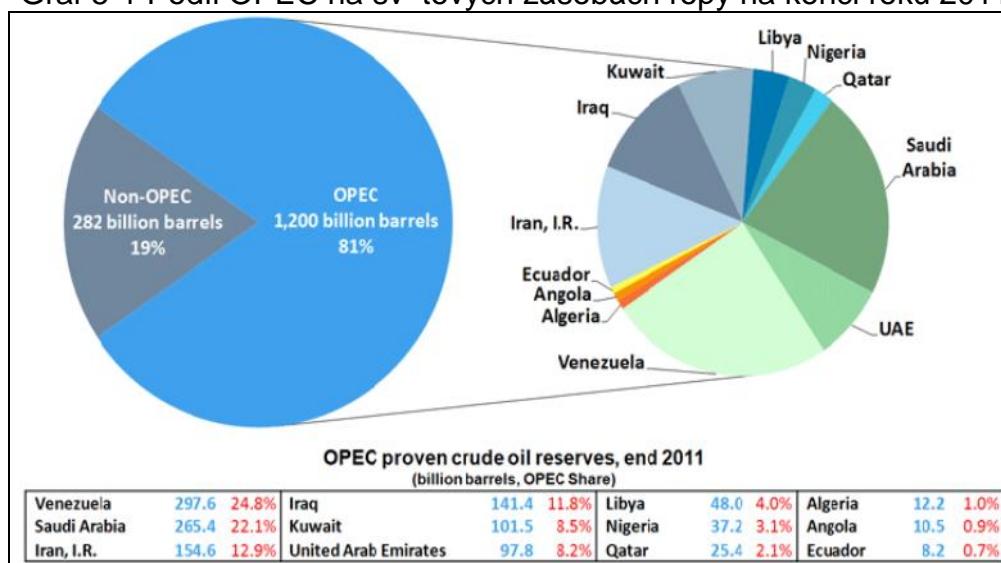 OPEC na
Libya
Nigeria
Kuwait
Qatar
Iraq
Saudi
Arabia
Non-OPEC
282 billion barrels
19%
OPEC
1,200 billion barrels
81%
Iran, I.R.
Ecuador
Angola
Algeria
UAE
Venezuela
OPEC proven crude oil reserves, end 2011
(billion barrels, OPEC Share)
Venezuela 297.6 24.8% Iraq 141.4 11.8% Libya 48.0 4.0% Algeria 12.2 1.0%
Saudi Arabia 265.4 22.1% Kuwait 101.5 8.5% Nigeria 37.2 3.1% Angola 10.5 0.9%
Iran, I.R. 154.6 12.9% United Arab Emirates 97.8 8.2% Qatar 25.4 2.1% Ecuador 8.2 0.7%